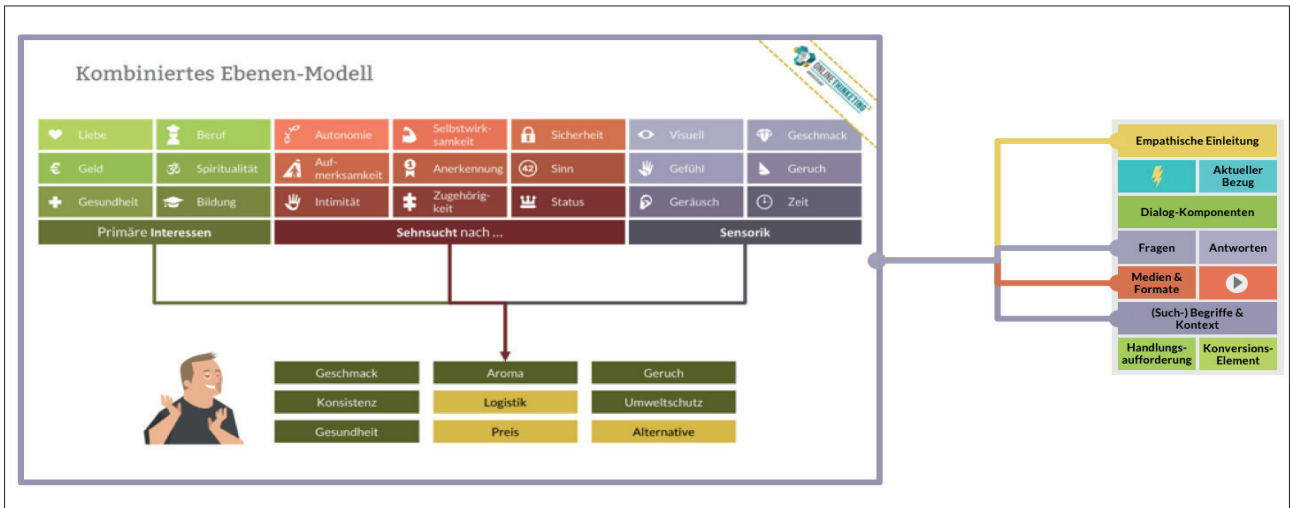 Kombiniertes Ebenen-Modell
ONLINE THINKETING
Liebe
Beruf
Autonomie
Selbstwirk-
samkeit
Sicherheit
Visuell
Geschmack
€ Geld
Spiritualität
Auf-
merksamkeit
1 Anerkennung
42 Sinn
Gefühl
Geruch
Gesundheit
Bildung
Intimität
Zugehörig-
keit
Status
Geräusch
Zeit
Primäre Interessen
Sehnsucht nach ...
Sensorik
Geschmack
Aroma
Geruch
Konsistenz
Logistik
Umweltschutz
Gesundheit
Preis
Alternative
Empathische Einleitung
Aktueller
Bezug
Dialog-Komponenten
Fragen
Antworten
Medien &
Formate
(Such-) Begriffe &
Kontext
Handlungs-
aufforderung
Konversions-
Element